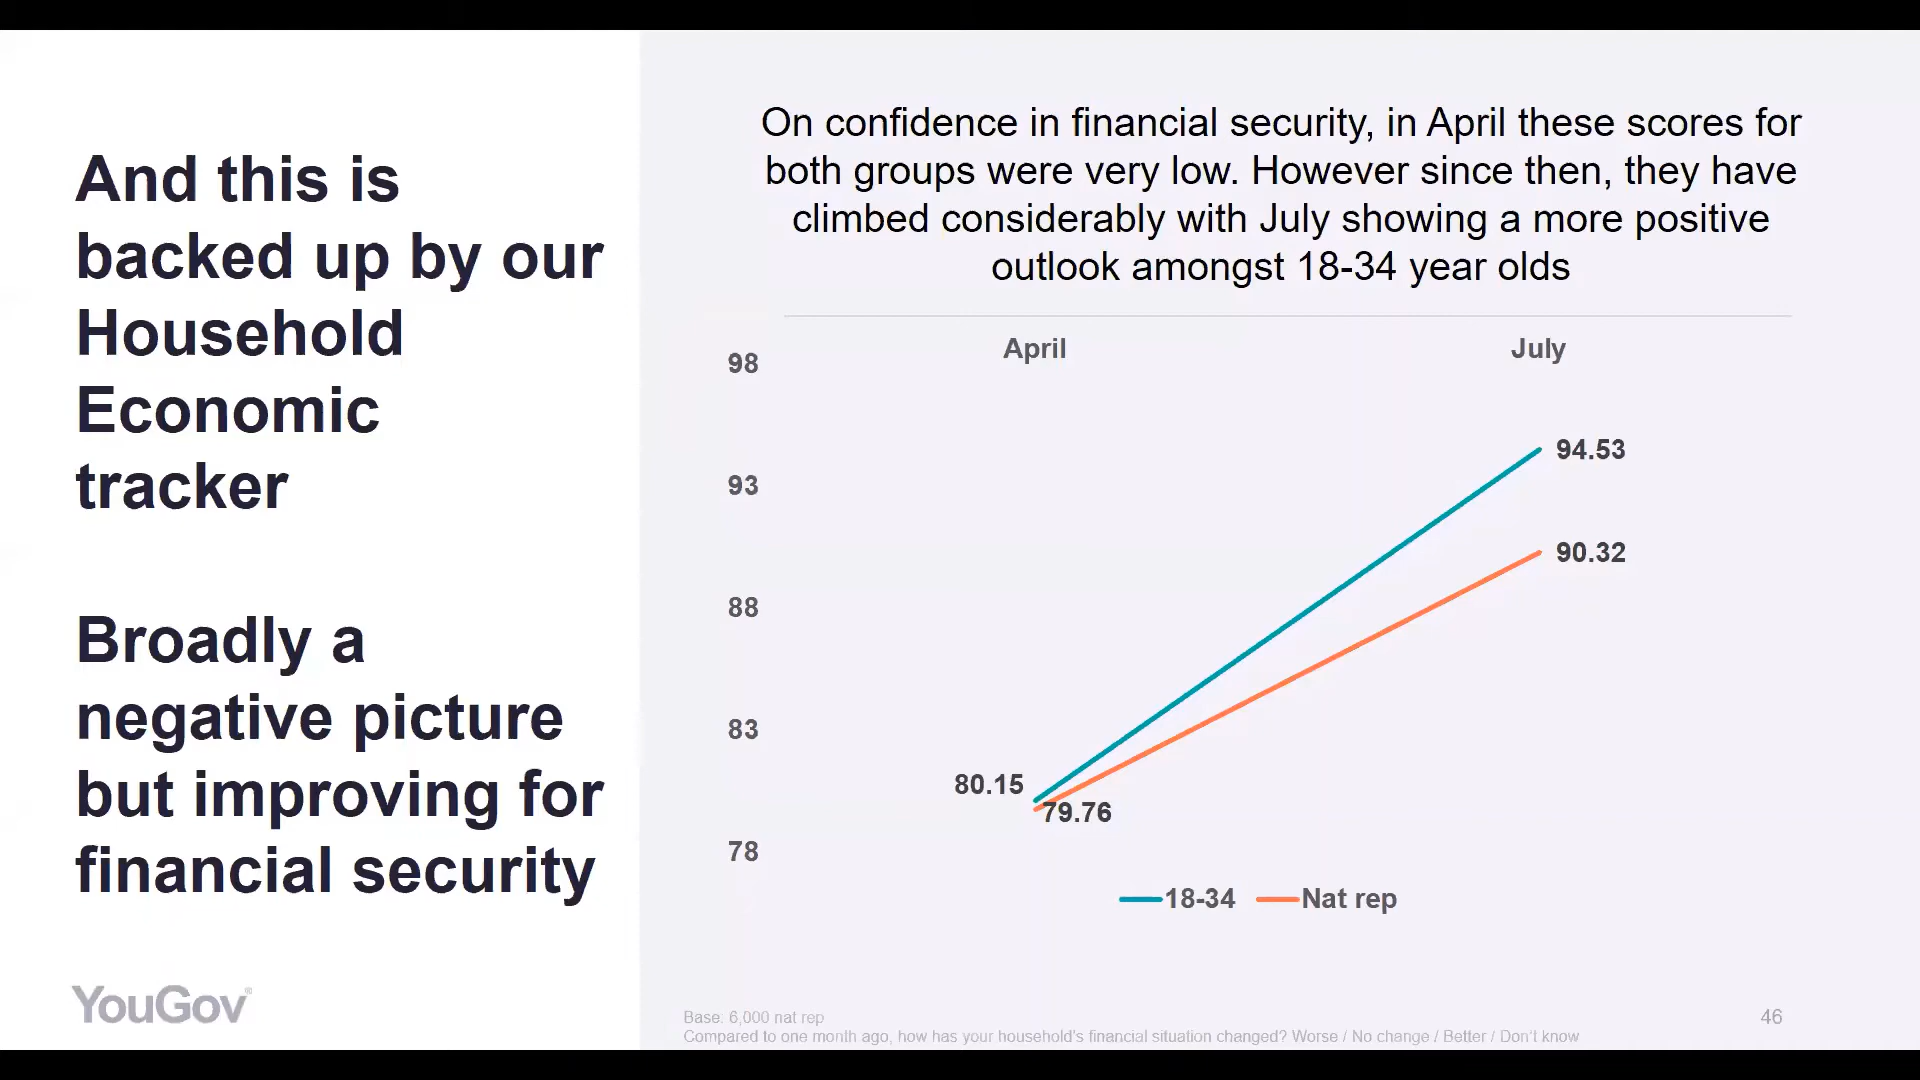 And this is
backed up by our
Household
Economic
tracker
Broadly a
negative picture
but improving for
financial security
YouGov®
On confidence in financial security, in April these scores for
both groups were very low. However since then, they have
climbed considerably with July showing a more positive
outlook amongst 18-34 year olds
April July
98
94.53
93
90.32
88
83
80.15
79.76
78
18-34 Nat rep
Base: 6,000 nat rep
Compared to one month ago, how has your household's financial situation changed? Worse / No change / Better / Don't know
46